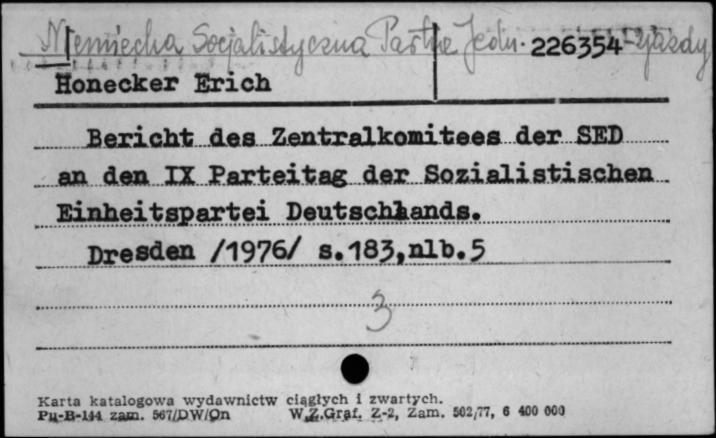 Niemiecka Socjalistyczna Partia Jedn. 226354 -zjazdy
Honecker Erich
Bericht des Zentralkomitees der SED
an den IX Parteitag der Sozialistischen
Einheitspartei Deutschlands.
Dresden /1976/ s.183,nlb.5
3
Karta katalogowa wydawnictw ciągłych i zwartych.
Pu-B-144 zam. 567/DW/On W.Z.Graf. Z-2, Zam. 502/77, 6 400 000